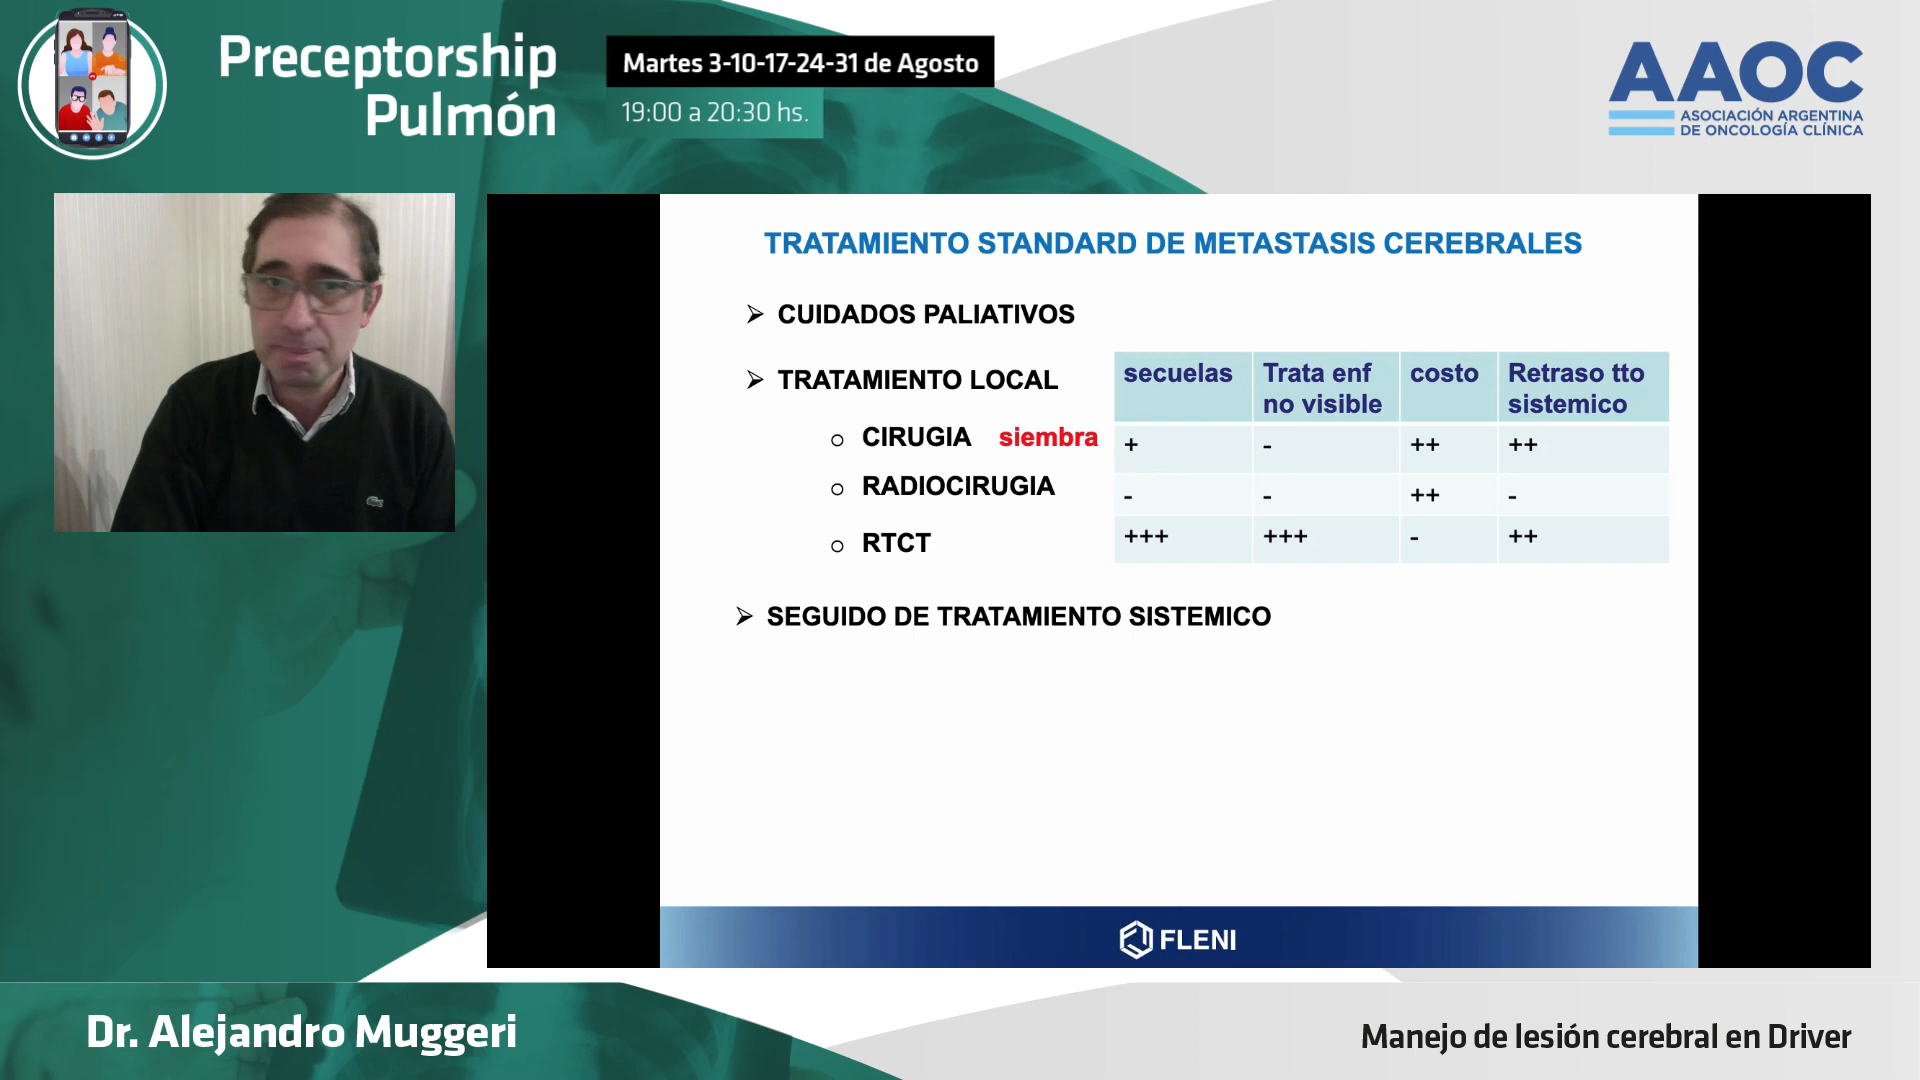 Preceptorship
Pulmón
Martes 3-10-17-24-31 de Agosto
19:00 a 20:30 hs.
AAOC
ASOCIACIÓN ARGENTINA
DE ONCOLOGÍA CLÍNICA
TRATAMIENTO STANDARD DE METASTASIS CEREBRALES
➢ CUIDADOS PALIATIVOS
➢ TRATAMIENTO LOCAL
secuelas Trata enf no visible costo Retraso tto sistemico
o CIRUGIA siembra + - ++ ++
o RADIOCIRUGIA - - ++ -
o RTCT +++ +++ - ++
➢ SEGUIDO DE TRATAMIENTO SISTEMICO
FLENI
Dr. Alejandro Muggeri
Manejo de lesión cerebral en Driver